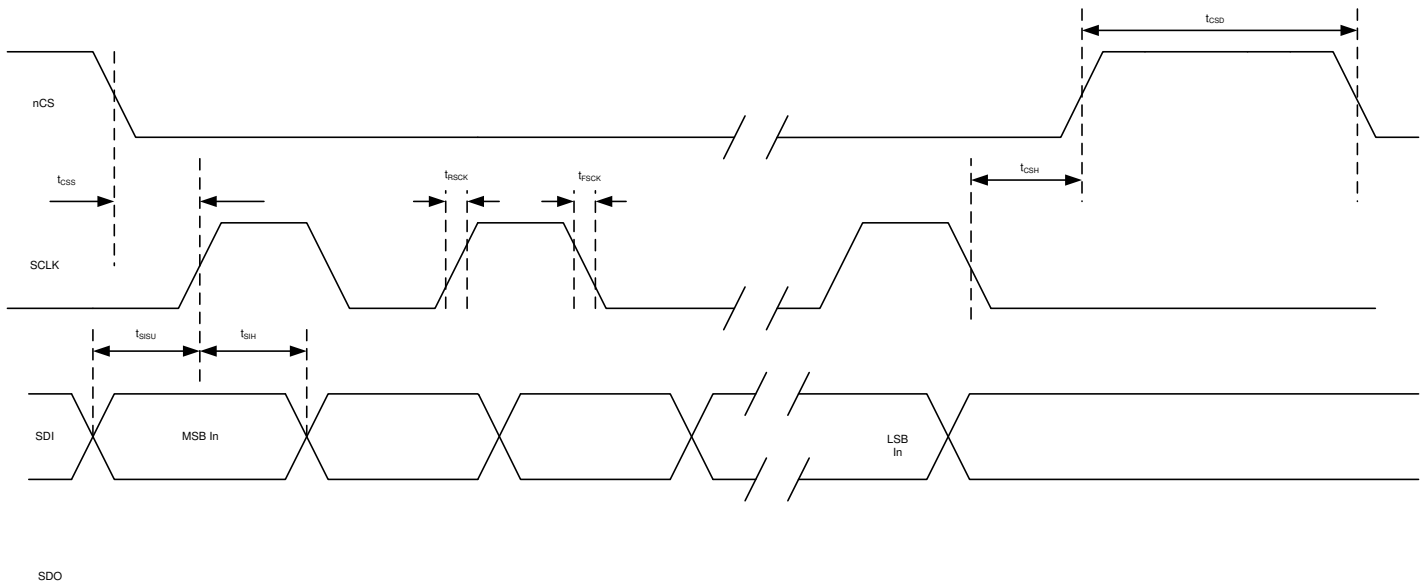 tCSD
nCS
tCSH
tCSS
tRSCK
tFSCK
SCLK
tSISU
tSIH
SDI
MSB In
LSB
In
SDO